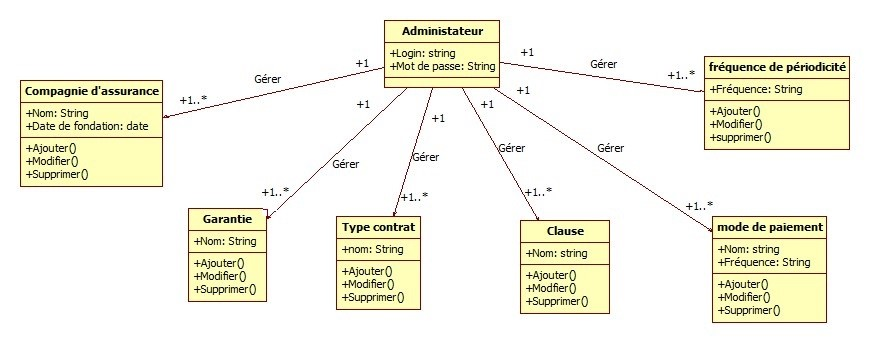 Administateur
+Login: string
+Mot de passe: String
+1
Gérer
+1..*
Compagnie d'assurance
+Nom: String
+Date de fondation: date
+Ajouter()
+Modifier()
+Supprimer()
+1
Gérer
+1..*
fréquence de périodicité
+Fréquence: String
+Ajouter()
+Modifier()
+supprimer()
+1
Gérer
+1..*
Garantie
+Nom: String
+Ajouter()
+Modifier()
+Supprimer()
+1
Gérer
+1..*
Type contrat
+nom: String
+Ajouter()
+Modifier()
+Supprimer()
+1
Gérer
+1..*
Clause
+Nom: string
+Ajouter()
+Modfier()
+Supprimer()
+1
Gérer
+1..*
mode de paiement
+Nom: string
+Fréquence: String
+Ajouter()
+Modifier()
+Supprimer()